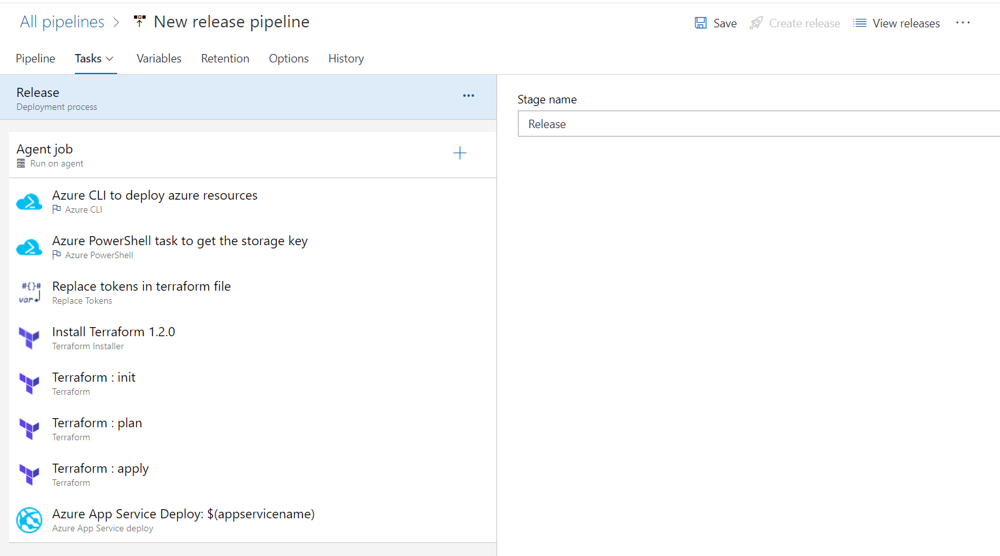 All pipelines > New release pipeline
Save Create release View releases ...
Pipeline Tasks Variables Retention Options History
Release
Deployment process
...
Stage name
Release
Agent job
Run on agent
Azure CLI to deploy azure resources
Azure CLI
Azure PowerShell task to get the storage key
Azure PowerShell
#{}#
var
Replace tokens in terraform file
Replace Tokens
Install Terraform 1.2.0
Terraform Installer
Terraform : init
Terraform
Terraform : plan
Terraform
Terraform : apply
Terraform
Azure App Service Deploy: $(appservicename)
Azure App Service deploy